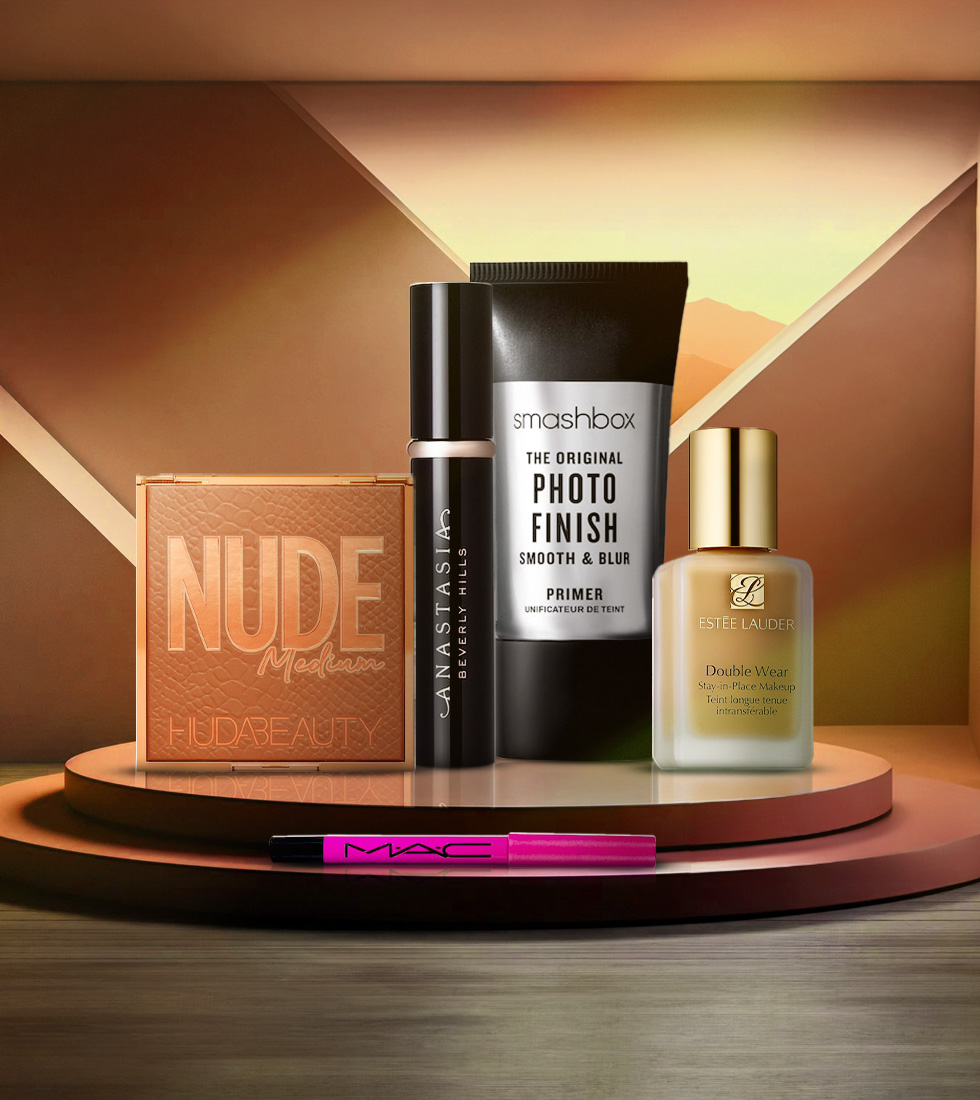 NUDE
Medium
HUDABEAUTY
ANASTASIA
BEVERLY HILLS
smashbox
THE ORIGINAL
PHOTO
FINISH
SMOOTH & BLUR
PRIMER
UNIFICATEUR DE TEINT
ESTĒE LAUDER
Double Wear
Stay-in-Place Makeup
Teint longue tenue
intransférable
M·A·C